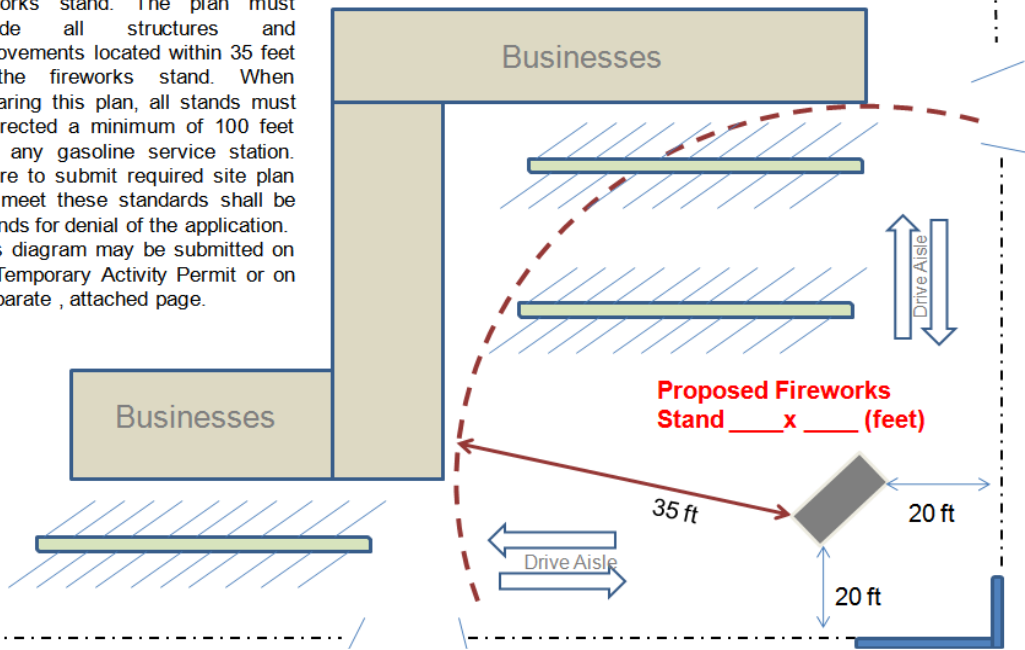 orks stand. The plan must
de all structures and
ovements located within 35 feet
the fireworks stand. When
aring this plan, all stands must
rected a minimum of 100 feet
any gasoline service station.
re to submit required site plan
meet these standards shall be
nds for denial of the application.
s diagram may be submitted on
Temporary Activity Permit or on
parate , attached page.
Businesses
Businesses
Drive Aisle
Proposed Fireworks
Stand ____x ____ (feet)
35 ft
20 ft
Drive Aisle
20 ft